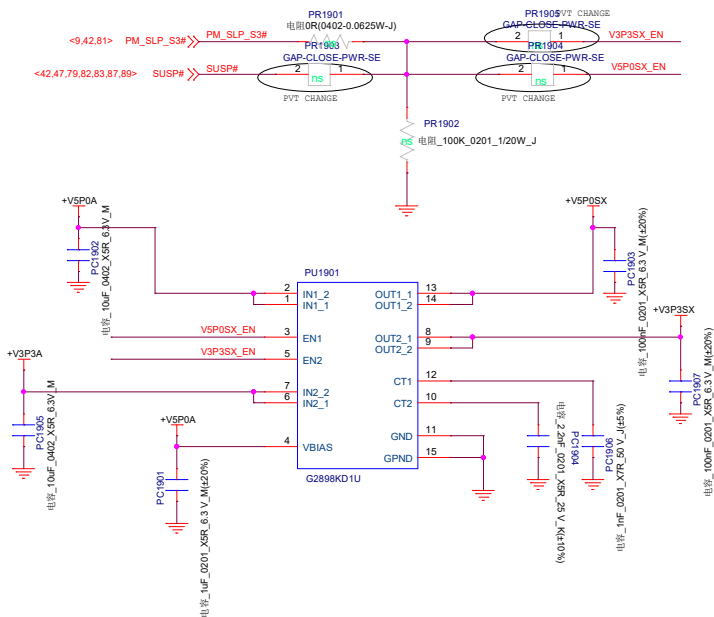 PR1901
电阻0R(0402-0.0625W-J)
ns
<9,42,81> PM_SLP_S3# PM_SLP_S3#
PR1905 PVT CHANGE
GAP-CLOSE-PWR-SE
2 ns 1 V3P3SX_EN
PR1903
GAP-CLOSE-PWR-SE
<42,47,79,82,83,87,89> SUSP# SUSP#
2 ns 1
PVT CHANGE
PR1904
GAP-CLOSE-PWR-SE
2 ns 1 V5P0SX_EN
PVT CHANGE
PR1902
ns 电阻_100K_0201_1/20W_J
+V5P0A
PC1902
电容_10uF_0402_X5R_6.3V_M
+V5P0SX
PC1903
电容_100nF_0201_X5R_6.3 V_M(±20%)
PU1901
2 IN1_2 OUT1_1 13
1 IN1_1 OUT1_2 14
V5P0SX_EN 3 EN1 OUT2_1 8
OUT2_2 9
V3P3SX_EN 5 EN2
CT1 12
7 IN2_2
6 IN2_1 CT2 10
GND 11
4 VBIAS
GPND 15
G2898KD1U
+V3P3SX
PC1907
电容_100nF_0201_X5R_6.3 V_M(±20%)
+V3P3A
PC1905
电容_10uF_0402_X5R_6.3V_M
+V5P0A
PC1901
电容_1uF_0201_X5R_6.3 V_M(±20%)
PC1904
电容_2.2nF_0201_X5R_25 V_K(±10%)
PC1906
电容_1nF_0201_X7R_50 V_J(±5%)